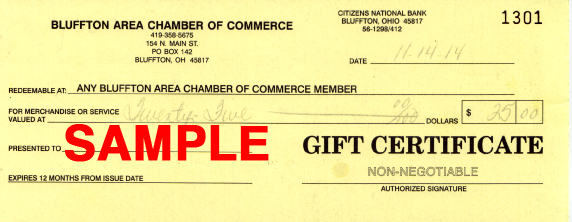 BLUFFTON AREA CHAMBER OF COMMERCE
419-358-5675
154 N. MAIN ST.
PO BOX 142
BLUFFTON, OH 45817
CITIZENS NATIONAL BANK
BLUFFTON, OHIO 45817
56-1298/412
1301
DATE 11-14-14
REDEEMABLE AT: ANY BLUFFTON AREA CHAMBER OF COMMERCE MEMBER
FOR MERCHANDISE OR SERVICE
VALUED AT Twenty-Five 00/100 DOLLARS $ 25 00
PRESENTED TO SAMPLE
GIFT CERTIFICATE
NON-NEGOTIABLE
EXPIRES 12 MONTHS FROM ISSUE DATE
AUTHORIZED SIGNATURE